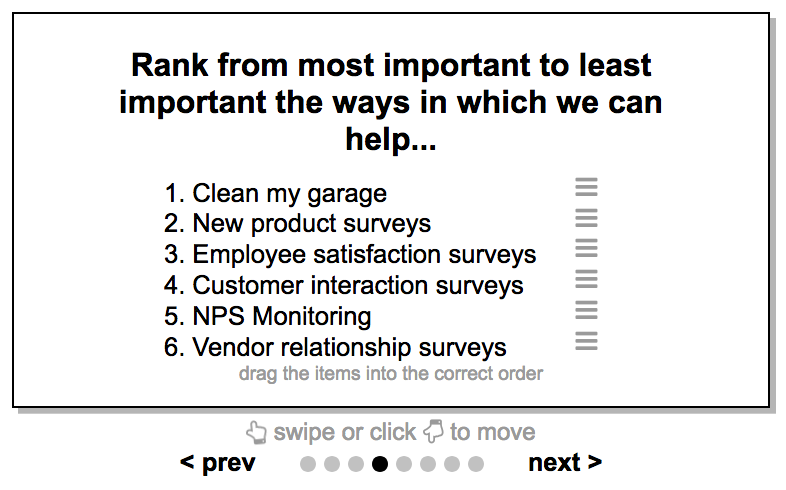 Rank from most important to least
important the ways in which we can
help...
1. Clean my garage
2. New product surveys
3. Employee satisfaction surveys
4. Customer interaction surveys
5. NPS Monitoring
6. Vendor relationship surveys
drag the items into the correct order
swipe or click to move
< prev next >